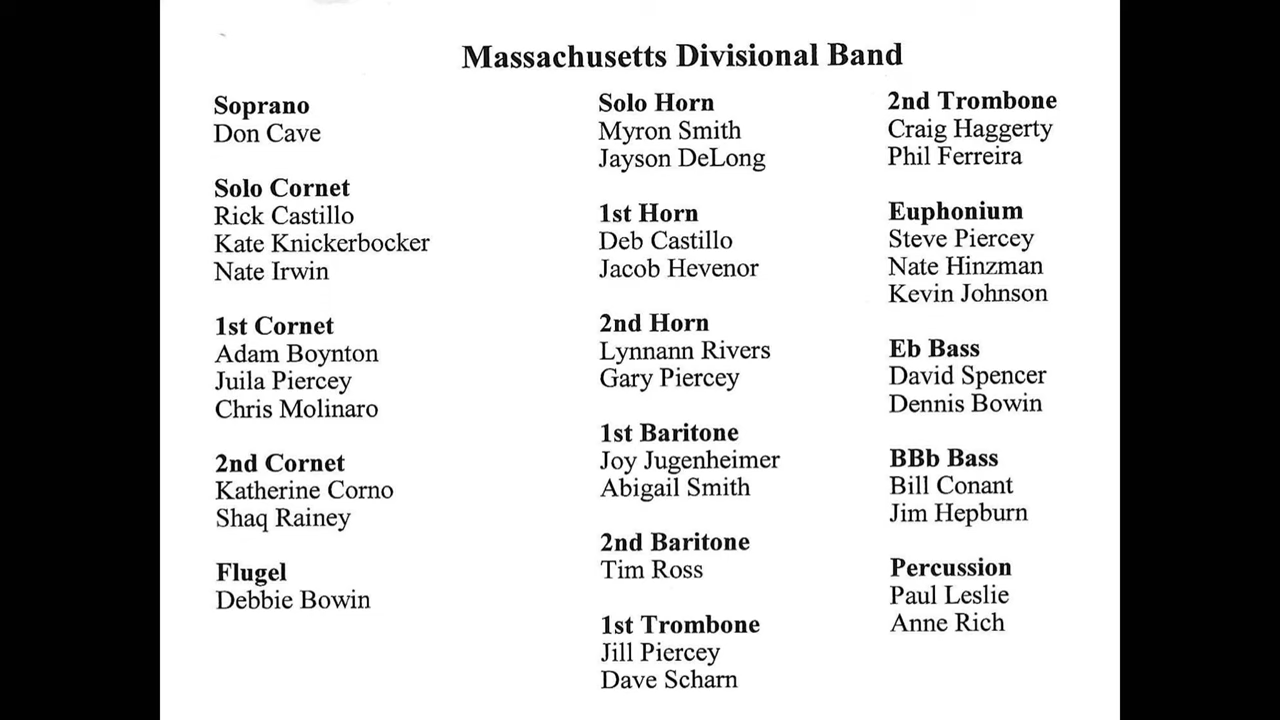 Massachusetts Divisional Band
Soprano
Don Cave
Solo Cornet
Rick Castillo
Kate Knickerbocker
Nate Irwin
1st Cornet
Adam Boynton
Juila Piercey
Chris Molinaro
2nd Cornet
Katherine Corno
Shaq Rainey
Flugel
Debbie Bowin
Solo Horn
Myron Smith
Jayson DeLong
1st Horn
Deb Castillo
Jacob Hevenor
2nd Horn
Lynnann Rivers
Gary Piercey
1st Baritone
Joy Jugenheimer
Abigail Smith
2nd Baritone
Tim Ross
1st Trombone
Jill Piercey
Dave Scharn
2nd Trombone
Craig Haggerty
Phil Ferreira
Euphonium
Steve Piercey
Nate Hinzman
Kevin Johnson
Eb Bass
David Spencer
Dennis Bowin
BBb Bass
Bill Conant
Jim Hepburn
Percussion
Paul Leslie
Anne Rich